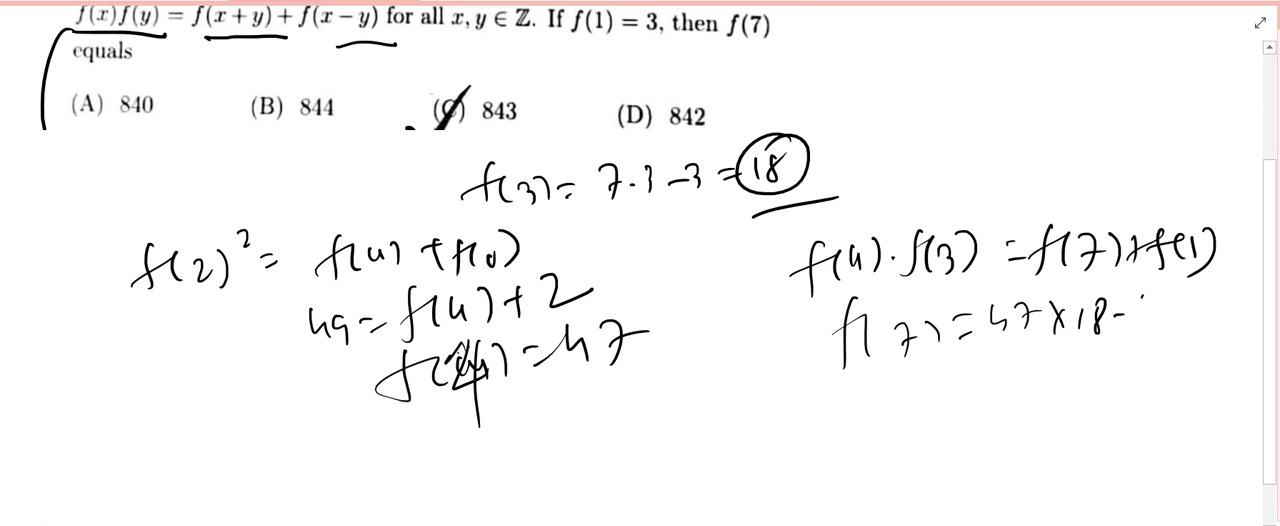 f(x)f(y) = f(x+y) + f(x−y) for all x, y ∈ ℤ. If f(1) = 3, then f(7)
equals
(A) 840 (B) 844 (C) 843 (D) 842
f(3) = 7·3 −3 = 18
f(2)² = f(4) + f(0)
49 = f(4) + 2
f(4) = 47
f(4)·f(3) = f(7)+f(1)
f(7) = 47×18−